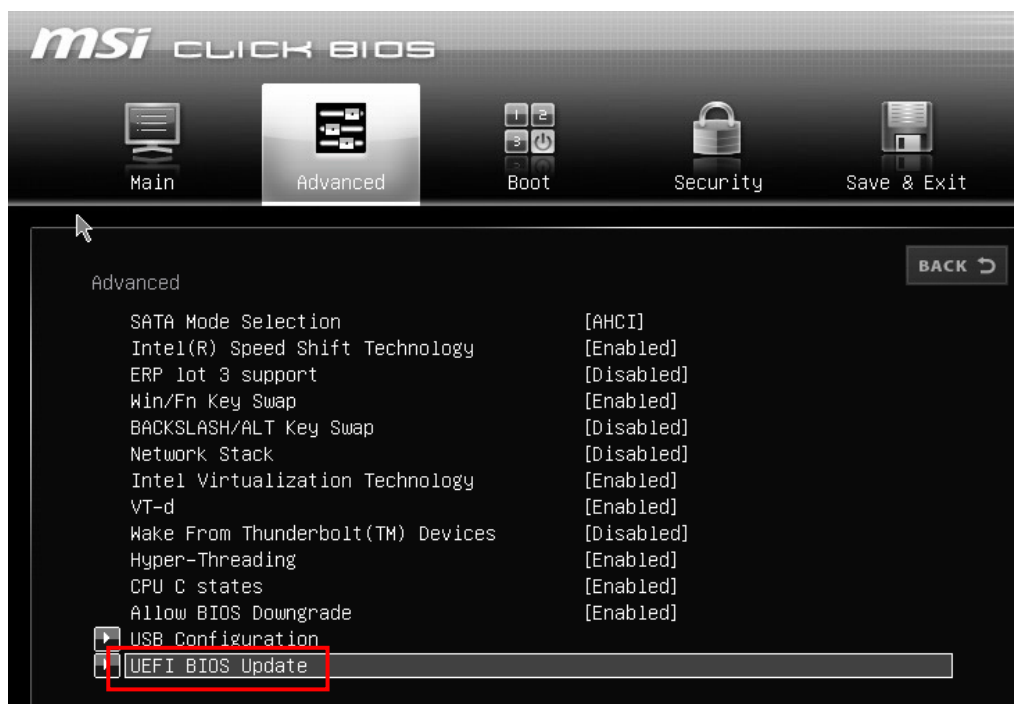 msi CLICK BIOS
Main Advanced Boot Security Save & Exit
BACK
Advanced
SATA Mode Selection [AHCI]
Intel(R) Speed Shift Technology [Enabled]
ERP lot 3 support [Disabled]
Win/Fn Key Swap [Enabled]
BACKSLASH/ALT Key Swap [Disabled]
Network Stack [Disabled]
Intel Virtualization Technology [Enabled]
VT-d [Enabled]
Wake From Thunderbolt(TM) Devices [Disabled]
Hyper-Threading [Enabled]
CPU C states [Enabled]
Allow BIOS Downgrade [Enabled]
USB Configuration
UEFI BIOS Update